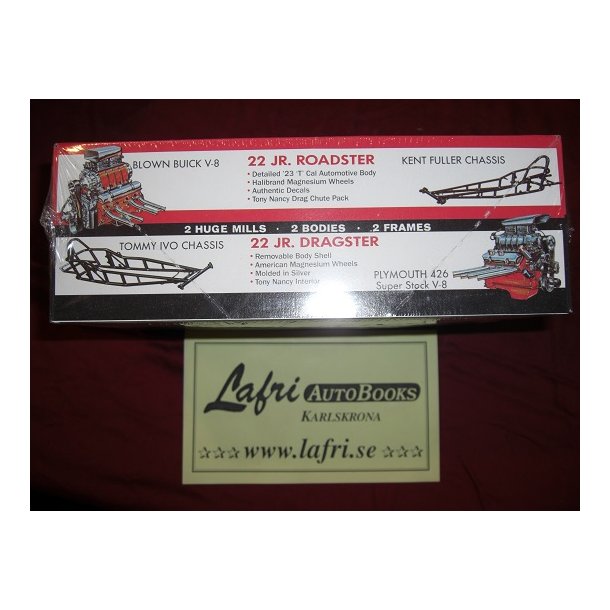 BLOWN BUICK V-8
22 JR. ROADSTER
• Detailed '23 'T' Cal Automotive Body
• Halibrand Magnesium Wheels
• Authentic Decals
• Tony Nancy Drag Chute Pack
KENT FULLER CHASSIS
2 HUGE MILLS · 2 BODIES · 2 FRAMES
TOMMY IVO CHASSIS
22 JR. DRAGSTER
• Removable Body Shell
• American Magnesium Wheels
• Molded in Silver
• Tony Nancy Interior
PLYMOUTH 426
Super Stock V-8
Lafri AUTOBOOKS
KARLSKRONA
☆☆☆ www.lafri.se ☆☆☆